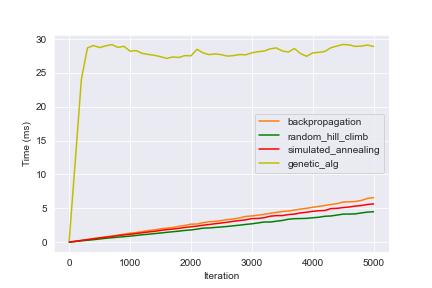 30
25
20
15
10
5
0
Time (ms)
backpropagation
random_hill_climb
simulated_annealing
genetic_alg
0 1000 2000 3000 4000 5000
Iteration